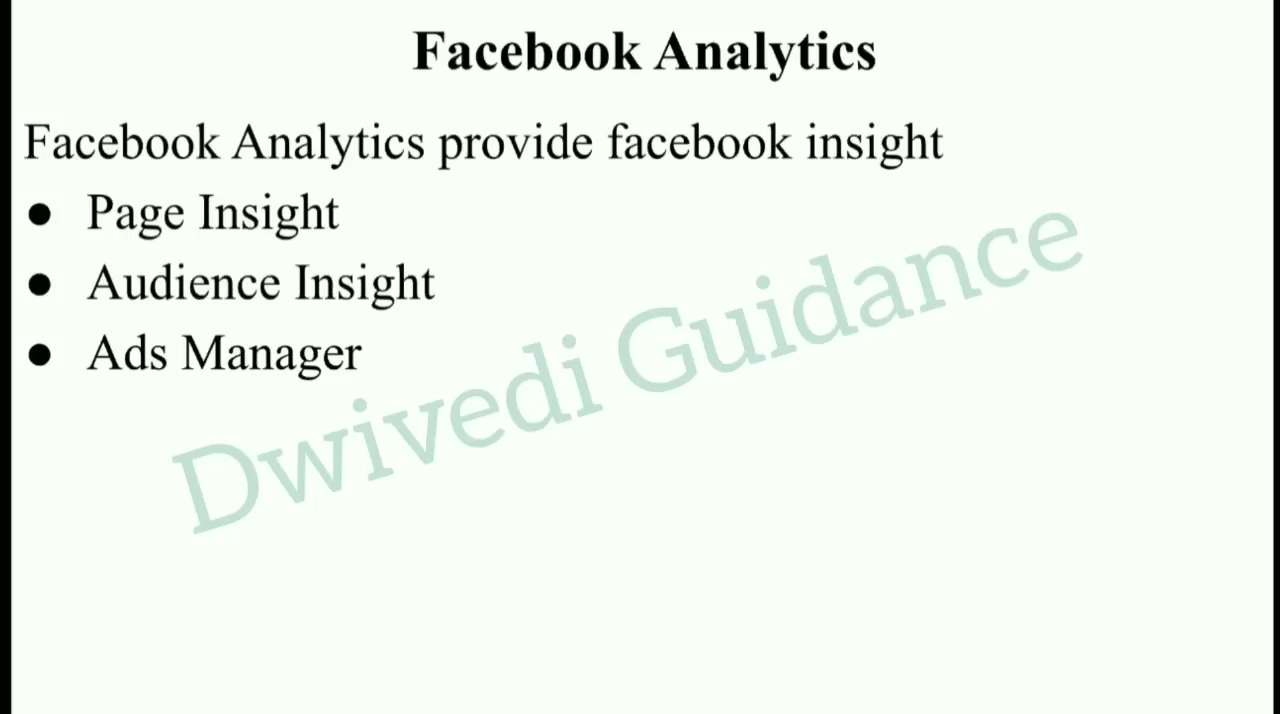 Facebook Analytics
Facebook Analytics provide facebook insight
● Page Insight
● Audience Insight
● Ads Manager
Dwivedi Guidance